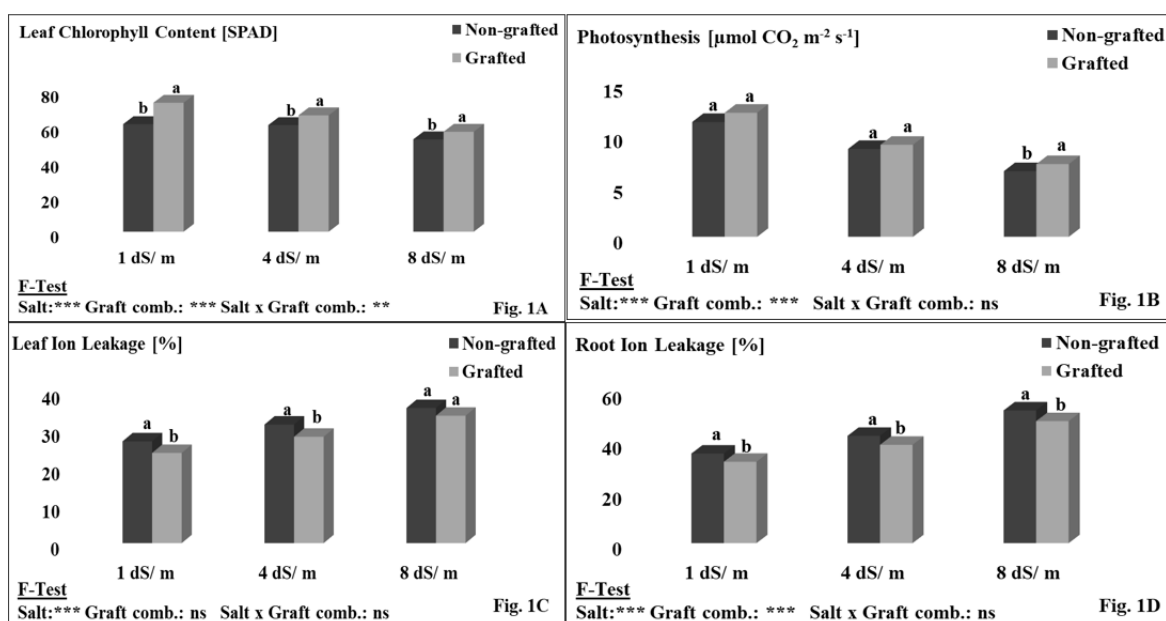 Leaf Chlorophyll Content [SPAD]
Non-grafted
Grafted
80
60
40
20
0
b a b a b a
1 dS/ m 4 dS/ m 8 dS/ m
F-Test
Salt:*** Graft comb.: *** Salt x Graft comb.: **
Fig. 1A
Photosynthesis [µmol CO₂ m⁻² s⁻¹]
Non-grafted
Grafted
15
10
5
0
a a a a b a
1 dS/ m 4 dS/ m 8 dS/ m
F-Test
Salt:*** Graft comb.: *** Salt x Graft comb.: ns
Fig. 1B
Leaf Ion Leakage [%]
Non-grafted
Grafted
40
30
20
10
0
a b a b a a
1 dS/ m 4 dS/ m 8 dS/ m
F-Test
Salt:*** Graft comb.: ns Salt x Graft comb.: ns
Fig. 1C
Root Ion Leakage [%]
Non-grafted
Grafted
60
40
20
0
a b a b a b
1 dS/ m 4 dS/ m 8 dS/ m
F-Test
Salt:*** Graft comb.: *** Salt x Graft comb.: ns
Fig. 1D